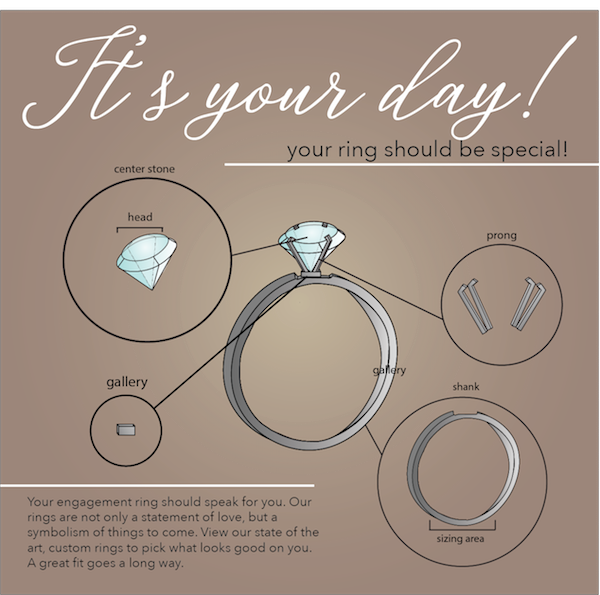 It's your day!
your ring should be special!
center stone
head
prong
gallery
gallery
shank
sizing area
Your engagement ring should speak for you. Our
rings are not only a statement of love, but a
symbolism of things to come. View our state of the
art, custom rings to pick what looks good on you.
A great fit goes a long way.